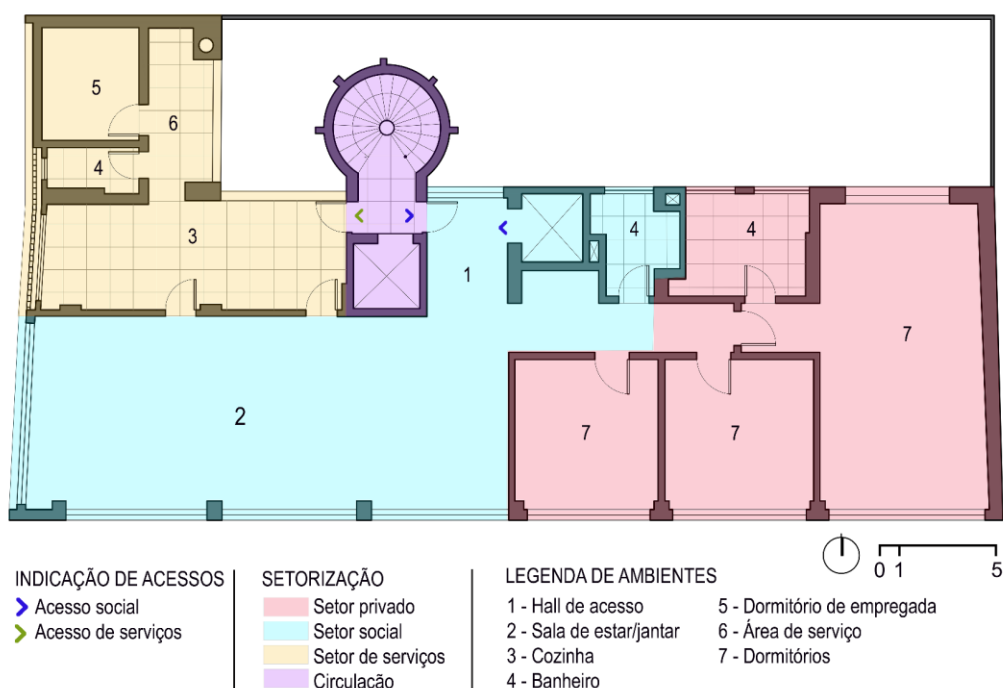 5
6
4
3
1
4
4
7
2
7
7
0 1 5
INDICAÇÃO DE ACESSOS
Acesso social
Acesso de serviços
SETORIZAÇÃO
Setor privado
Setor social
Setor de serviços
Circulação
LEGENDA DE AMBIENTES
1 - Hall de acesso
2 - Sala de estar/jantar
3 - Cozinha
4 - Banheiro
5 - Dormitório de empregada
6 - Área de serviço
7 - Dormitórios